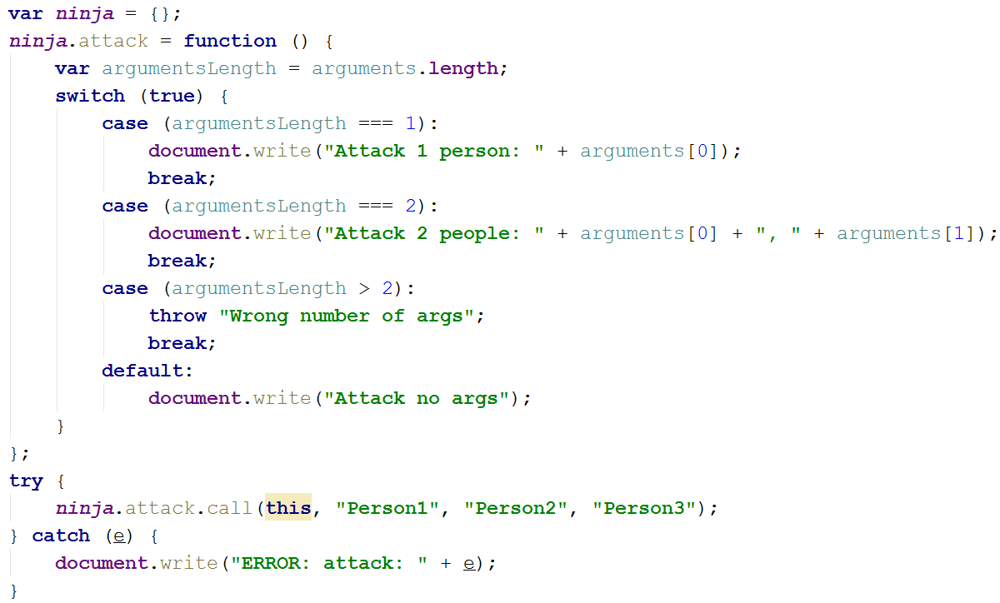 var ninja = {};
ninja.attack = function () {
    var argumentsLength = arguments.length;
    switch (true) {
        case (argumentsLength === 1):
            document.write("Attack 1 person: " + arguments[0]);
            break;
        case (argumentsLength === 2):
            document.write("Attack 2 people: " + arguments[0] + ", " + arguments[1]);
            break;
        case (argumentsLength > 2):
            throw "Wrong number of args";
            break;
        default:
            document.write("Attack no args");
    }
};
try {
    ninja.attack.call(this, "Person1", "Person2", "Person3");
} catch (e) {
    document.write("ERROR: attack: " + e);
}